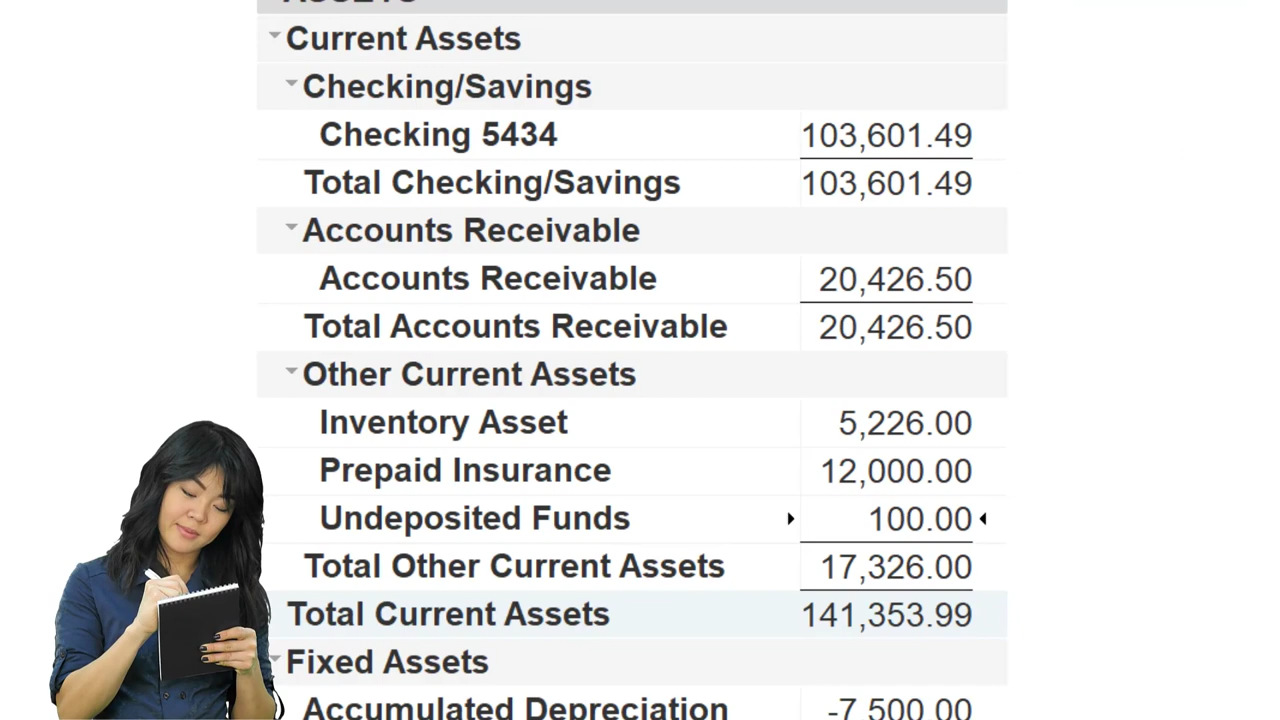 ASSETS
Current Assets
Checking/Savings
Checking 5434 103,601.49
Total Checking/Savings 103,601.49
Accounts Receivable
Accounts Receivable 20,426.50
Total Accounts Receivable 20,426.50
Other Current Assets
Inventory Asset 5,226.00
Prepaid Insurance 12,000.00
Undeposited Funds 100.00
Total Other Current Assets 17,326.00
Total Current Assets 141,353.99
Fixed Assets
Accumulated Depreciation -7,500.00